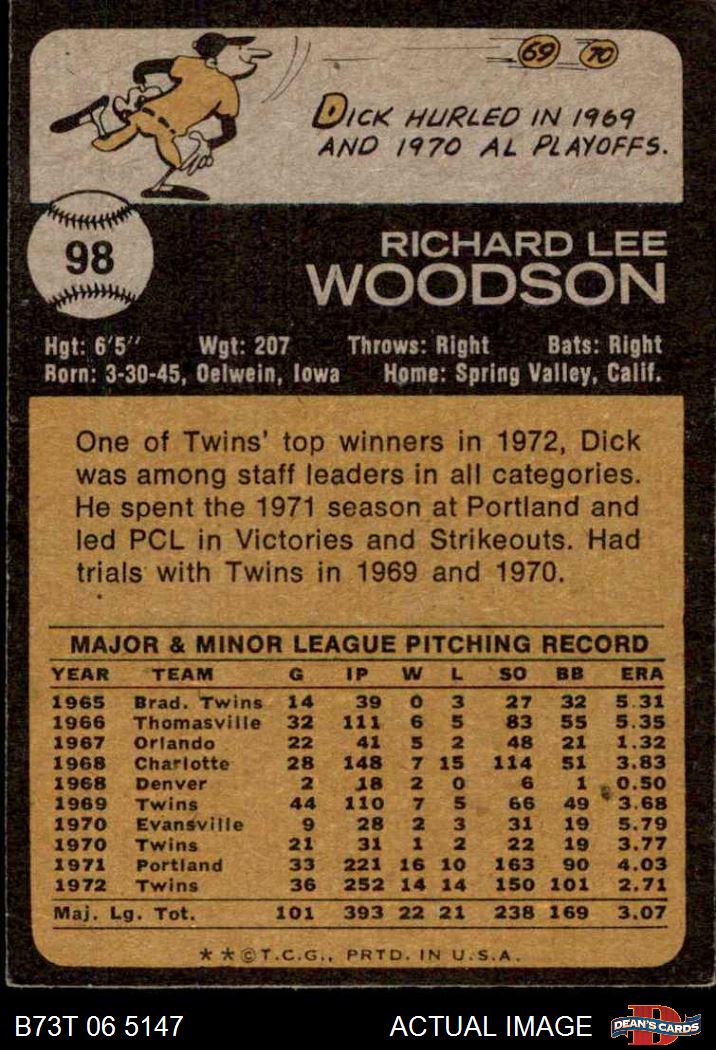 69 70
DICK HURLED IN 1969
AND 1970 AL PLAYOFFS.
98
RICHARD LEE
WOODSON
Hgt: 6'5" Wgt: 207 Throws: Right Bats: Right
Born: 3-30-45, Oelwein, Iowa Home: Spring Valley, Calif.
One of Twins' top winners in 1972, Dick
was among staff leaders in all categories.
He spent the 1971 season at Portland and
led PCL in Victories and Strikeouts. Had
trials with Twins in 1969 and 1970.
MAJOR & MINOR LEAGUE PITCHING RECORD
YEAR TEAM G IP W L SO BB ERA
1965 Brad. Twins 14 39 0 3 27 32 5.31
1966 Thomasville 32 111 6 5 83 55 5.35
1967 Orlando 22 41 5 2 48 21 1.32
1968 Charlotte 28 148 7 15 114 51 3.83
1968 Denver 2 18 2 0 6 1 0.50
1969 Twins 44 110 7 5 66 49 3.68
1970 Evansville 9 28 2 3 31 19 5.79
1970 Twins 21 31 1 2 22 19 3.77
1971 Portland 33 221 16 10 163 90 4.03
1972 Twins 36 252 14 14 150 101 2.71
Maj. Lg. Tot. 101 393 22 21 238 169 3.07
* * © T.C.G., PRTD. IN U.S.A.
B73T 06 5147 ACTUAL IMAGE DEAN'S CARDS